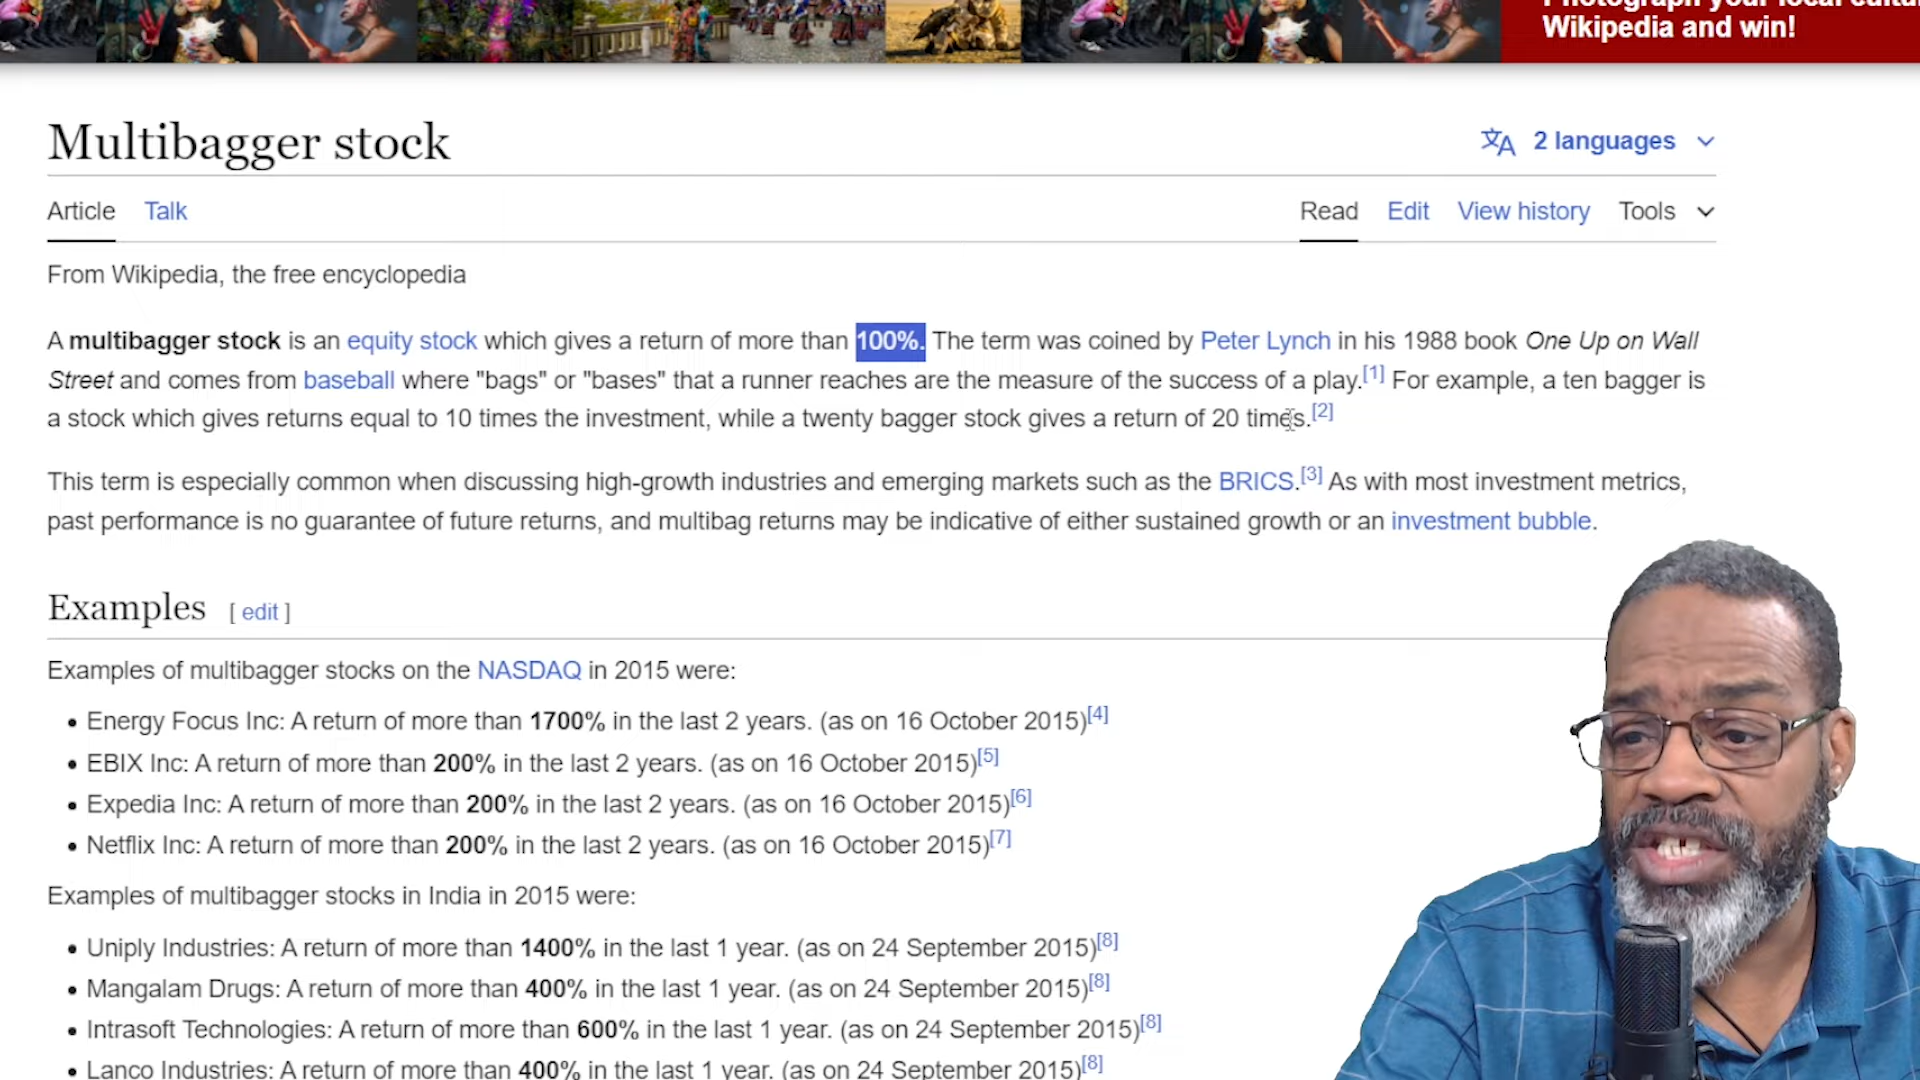 Wikipedia and win!
Multibagger stock
2 languages
Article Talk Read Edit View history Tools
From Wikipedia, the free encyclopedia
A multibagger stock is an equity stock which gives a return of more than 100%. The term was coined by Peter Lynch in his 1988 book One Up on Wall
Street and comes from baseball where "bags" or "bases" that a runner reaches are the measure of the success of a play.[1] For example, a ten bagger is
a stock which gives returns equal to 10 times the investment, while a twenty bagger stock gives a return of 20 times.[2]
This term is especially common when discussing high-growth industries and emerging markets such as the BRICS.[3] As with most investment metrics,
past performance is no guarantee of future returns, and multibag returns may be indicative of either sustained growth or an investment bubble.
Examples [ edit ]
Examples of multibagger stocks on the NASDAQ in 2015 were:
• Energy Focus Inc: A return of more than 1700% in the last 2 years. (as on 16 October 2015)[4]
• EBIX Inc: A return of more than 200% in the last 2 years. (as on 16 October 2015)[5]
• Expedia Inc: A return of more than 200% in the last 2 years. (as on 16 October 2015)[6]
• Netflix Inc: A return of more than 200% in the last 2 years. (as on 16 October 2015)[7]
Examples of multibagger stocks in India in 2015 were:
• Uniply Industries: A return of more than 1400% in the last 1 year. (as on 24 September 2015)[8]
• Mangalam Drugs: A return of more than 400% in the last 1 year. (as on 24 September 2015)[8]
• Intrasoft Technologies: A return of more than 600% in the last 1 year. (as on 24 September 2015)[8]
• Lanco Industries: A return of more than 400% in the last 1 year. (as on 24 September 2015)[8]